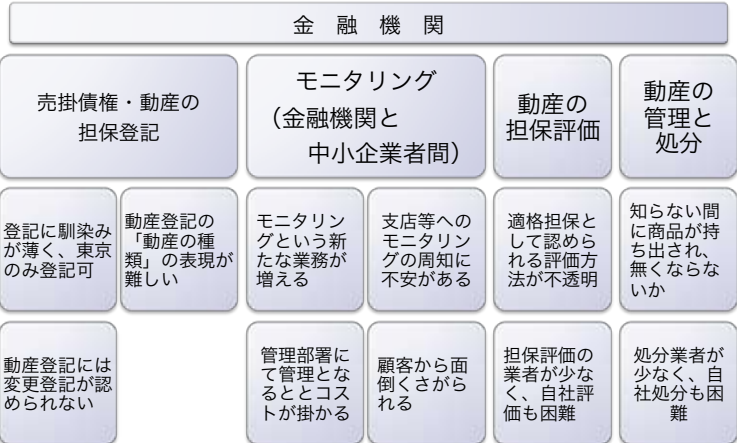 金 融 機 関
売掛債権・動産の
担保登記
モニタリング
（金融機関と
中小企業者間）
動産の
担保評価
動産の
管理と
処分
登記に馴染み
が薄く、東京
のみ登記可
動産登記の
「動産の種
類」の表現が
難しい
モニタリン
グという新
たな業務が
増える
支店等への
モニタリン
グの周知に
不安がある
適格担保と
して認めら
れる評価方
法が不透明
知らない間
に商品が持
ち出され、
無くならな
いか
動産登記には
変更登記が認
められない
管理部署に
て管理とな
るととコス
トが掛かる
顧客から面
倒くさがら
れる
担保評価の
業者が少な
く、自社評
価も困難
処分業者が
少なく、自
社処分も困
難